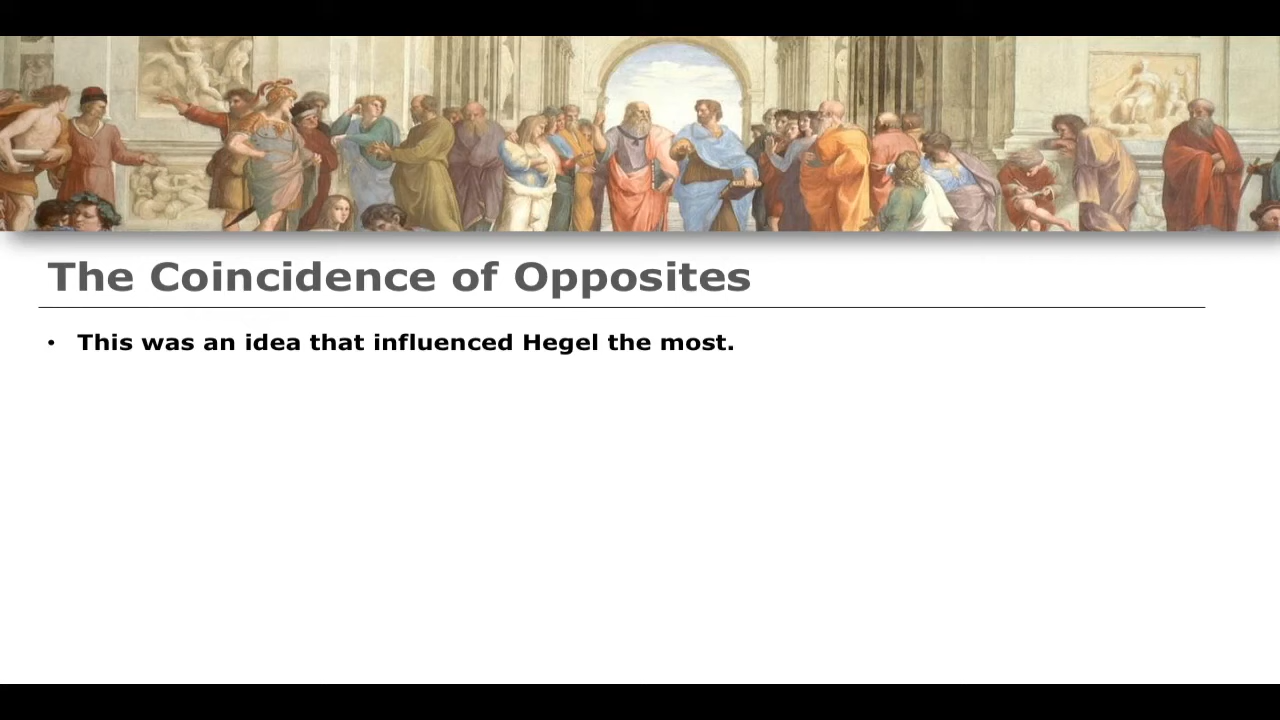 The Coincidence of Opposites
• This was an idea that influenced Hegel the most.